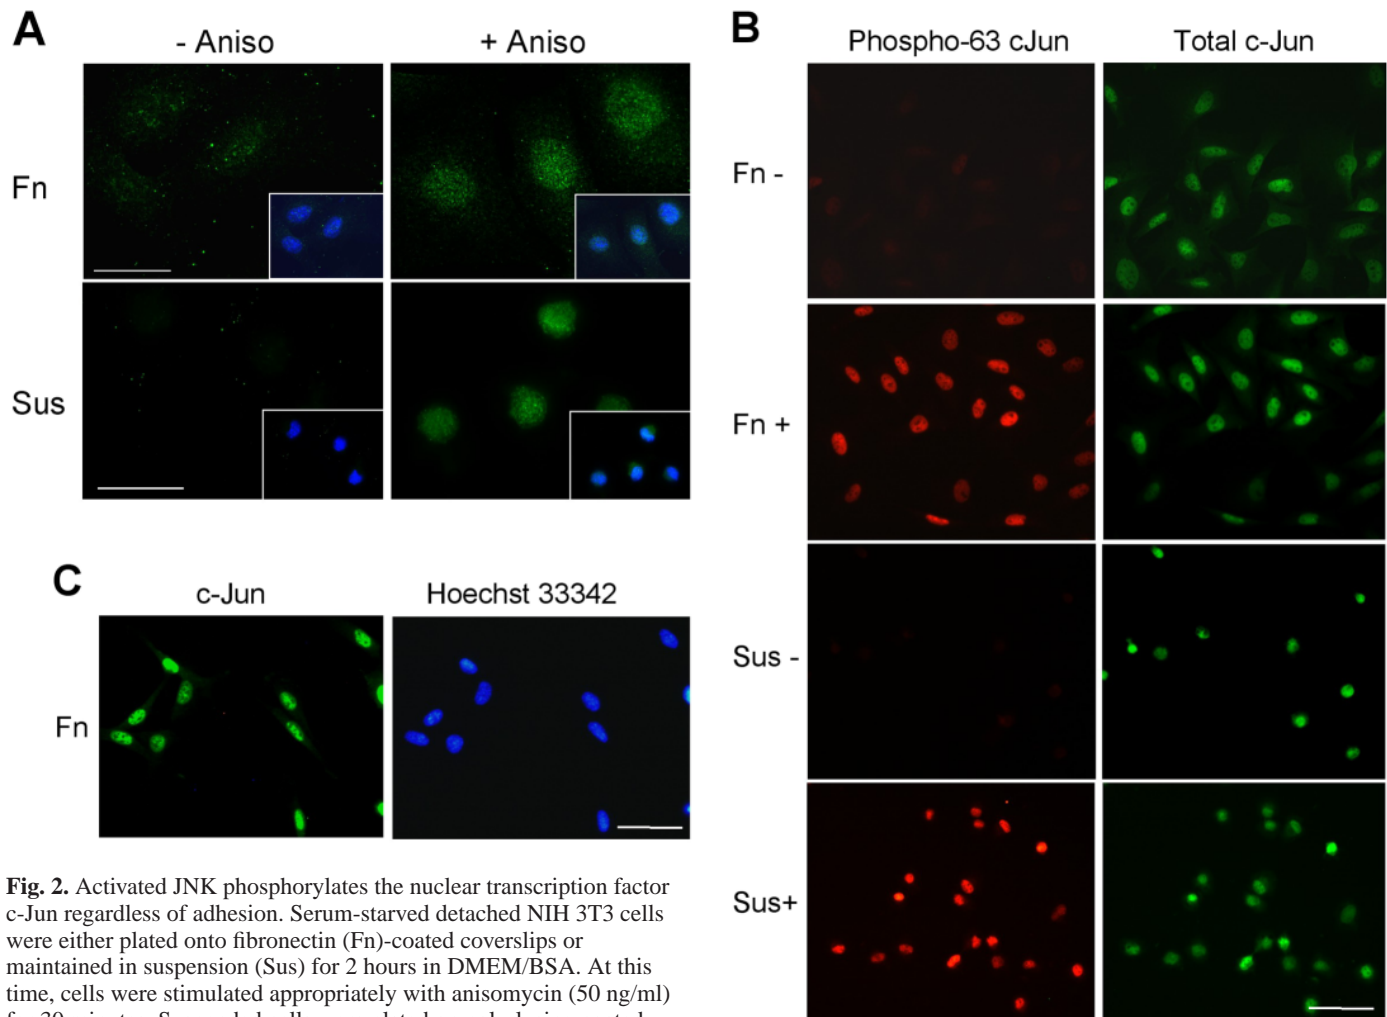 A
- Aniso
+ Aniso
Fn
Sus
B
Phospho-63 cJun
Total c-Jun
Fn -
Fn +
Sus -
Sus+
C
c-Jun
Hoechst 33342
Fn
Fig. 2. Activated JNK phosphorylates the nuclear transcription factor
c-Jun regardless of adhesion. Serum-starved detached NIH 3T3 cells
were either plated onto fibronectin (Fn)-coated coverslips or
maintained in suspension (Sus) for 2 hours in DMEM/BSA. At this
time, cells were stimulated appropriately with anisomycin (50 ng/ml)